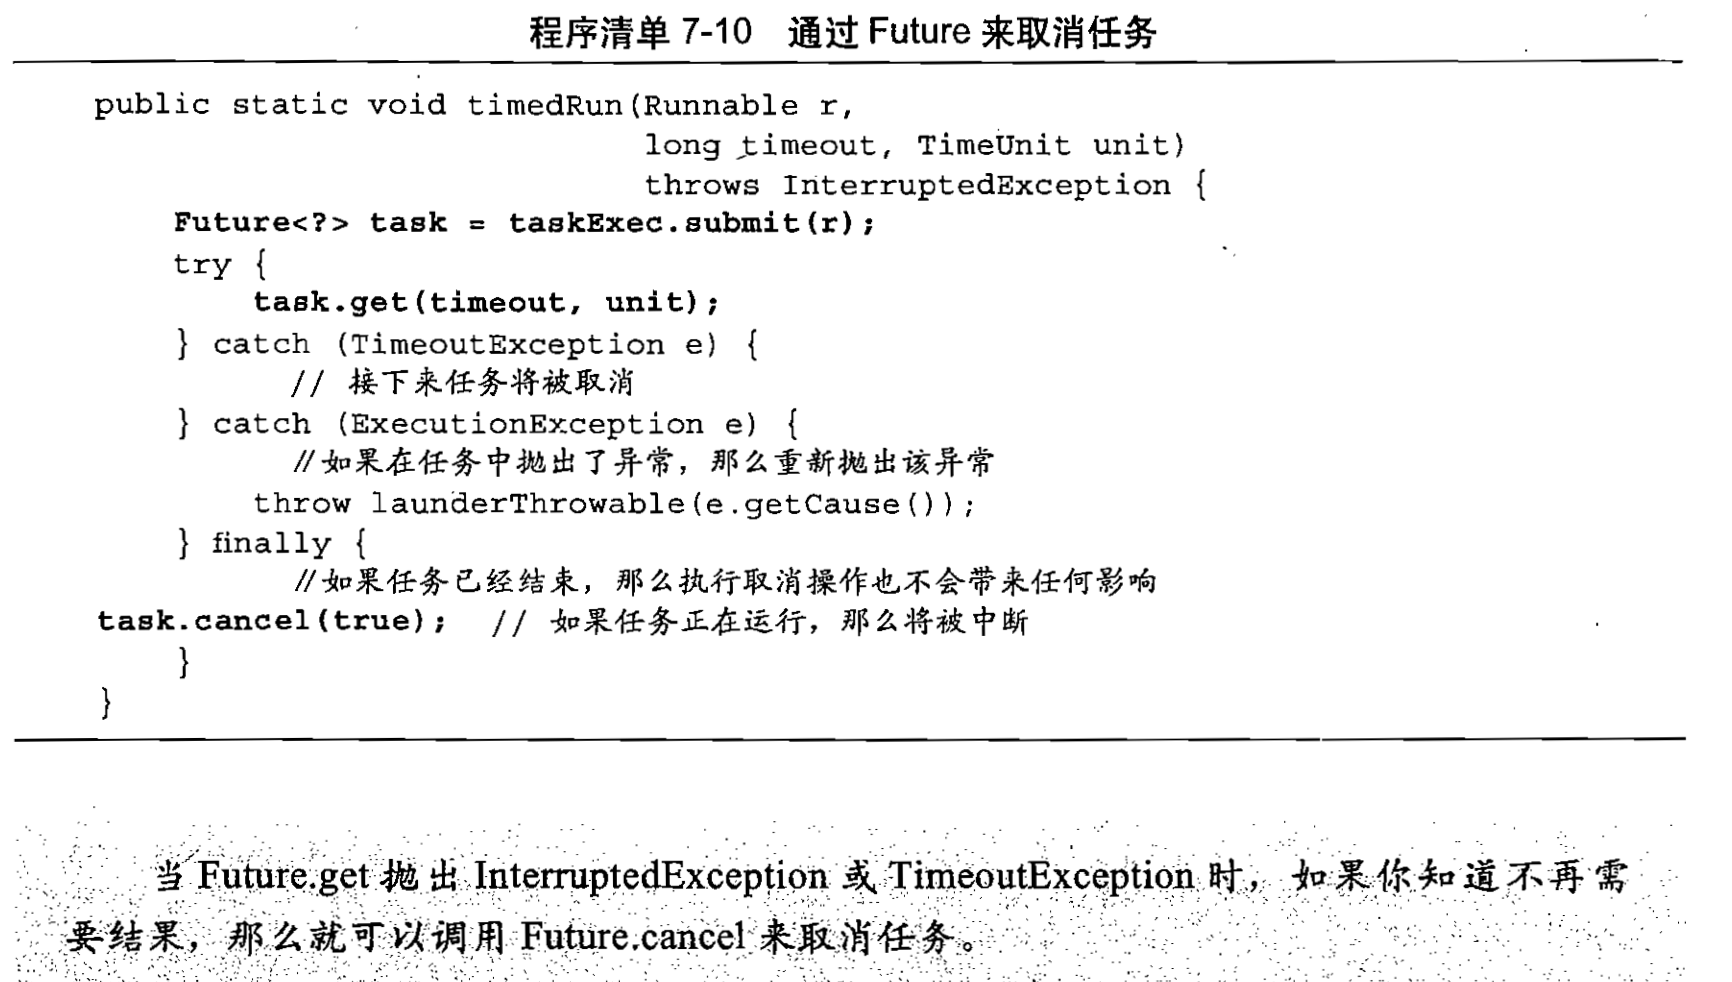 程序清单 7-10 通过 Future 来取消任务
public static void timedRun(Runnable r,
long timeout, TimeUnit unit)
throws InterruptedException {
Future<?> task = taskExec.submit(r);
try {
task.get(timeout, unit);
} catch (TimeoutException e) {
// 接下来任务将被取消
} catch (ExecutionException e) {
//如果在任务中抛出了异常，那么重新抛出该异常
throw launderThrowable(e.getCause());
} finally {
//如果任务已经结束，那么执行取消操作也不会带来任何影响
task.cancel(true); // 如果任务正在运行，那么将被中断
}
}
当 Future.get 抛出 InterruptedException 或 TimeoutException 时，如果你知道不再需
要结果，那么就可以调用 Future.cancel 来取消任务。